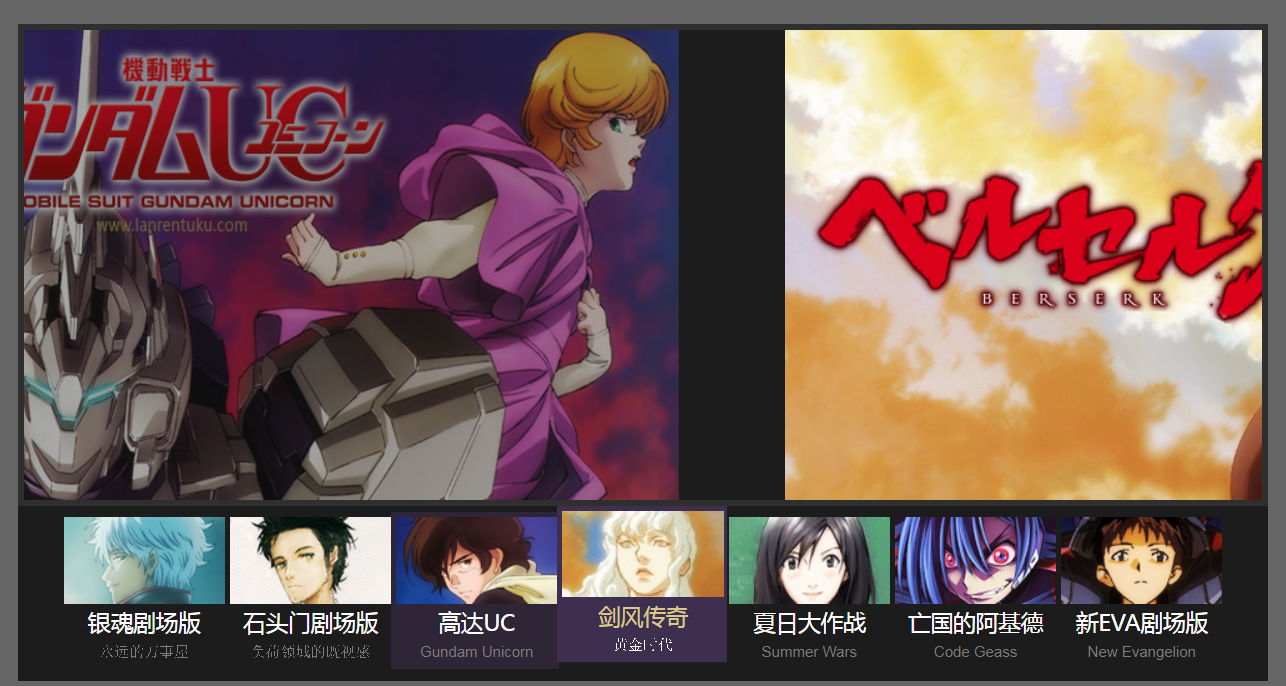 機動戦士
ガンダムUC
ユニコーン
OBILE SUIT GUNDAM UNICORN
www.lanrentuku.com
ベルセルク
BERSERK
银魂剧场版
石头门剧场版
高达UC
剑风传奇
夏日大作战
亡国的阿基德
新EVA剧场版
永远的万事屋
负荷领域的既视感
Gundam Unicorn
黄金时代
Summer Wars
Code Geass
New Evangelion